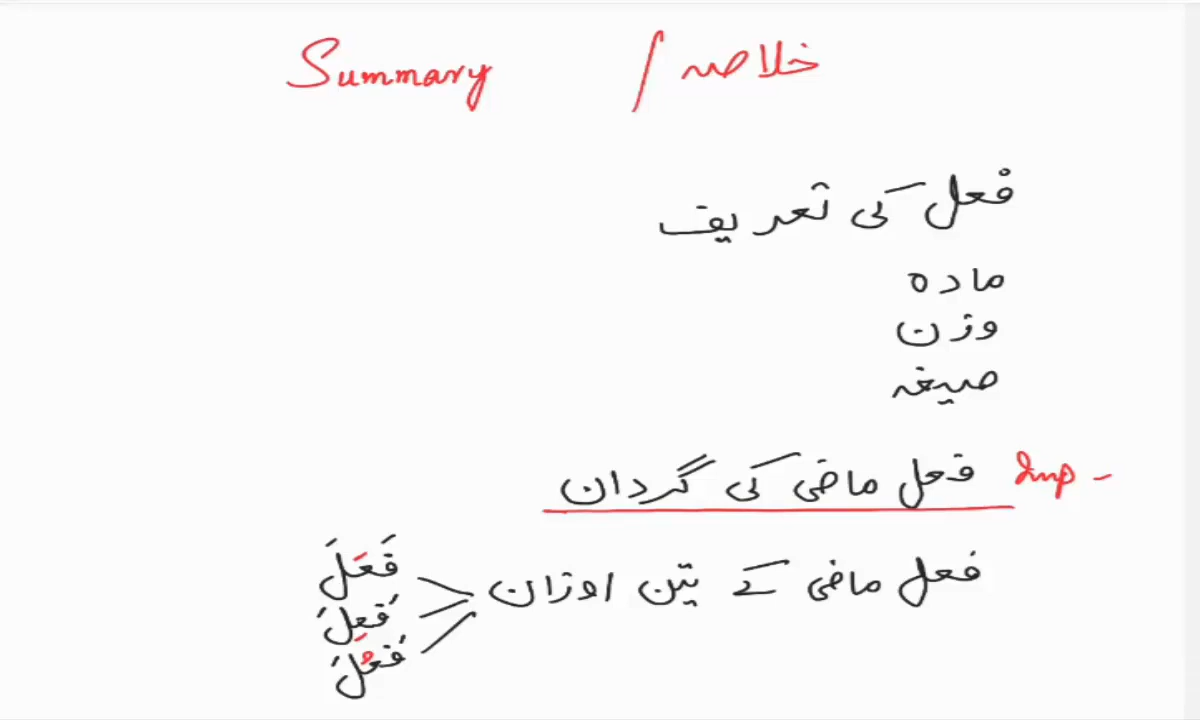 Summary / خلاصہ
فعل کی تعریف
مادہ
وزن
صیغہ
Imp - فعل ماضی کی گردان
فعل ماضی کے تین اوزان
فَعَلَ
فَعِلَ
فَعُلَ